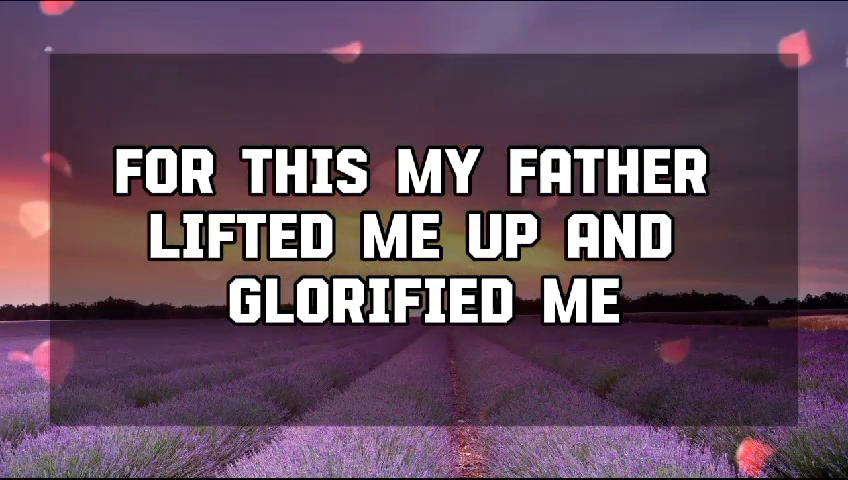 FOR THIS MY FATHER
LIFTED ME UP AND
GLORIFIED ME